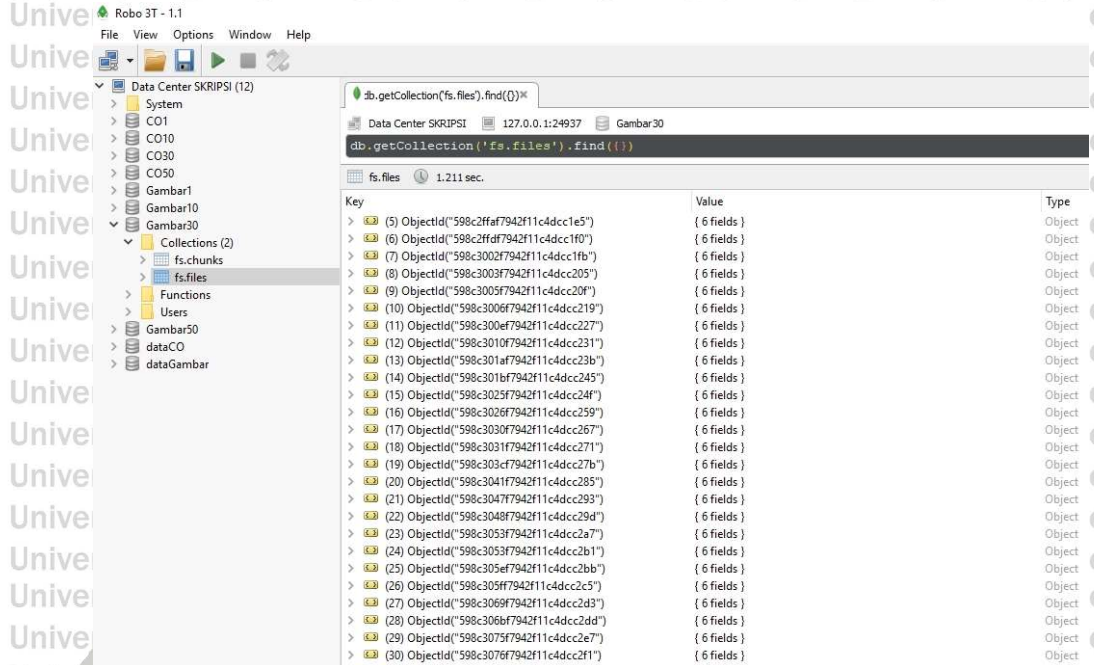 Robo 3T - 1.1
File View Options Window Help
Data Center SKRIPSI (12)
System
CO1
CO10
CO30
CO50
Gambar1
Gambar10
Gambar30
Collections (2)
fs.chunks
fs.files
Functions
Users
Gambar50
dataCO
dataGambar
db.getCollection('fs.files').find({})
Data Center SKRIPSI 127.0.0.1:24937 Gambar30
db.getCollection('fs.files').find({})
fs.files 1.211 sec.
Key Value Type
(5) ObjectId("598c2ffaf7942f11c4dcc1e5") { 6 fields } Object
(6) ObjectId("598c2ffdf7942f11c4dcc1f0") { 6 fields } Object
(7) ObjectId("598c3002f7942f11c4dcc1fb") { 6 fields } Object
(8) ObjectId("598c3003f7942f11c4dcc205") { 6 fields } Object
(9) ObjectId("598c3005f7942f11c4dcc20f") { 6 fields } Object
(10) ObjectId("598c3006f7942f11c4dcc219") { 6 fields } Object
(11) ObjectId("598c300ef7942f11c4dcc227") { 6 fields } Object
(12) ObjectId("598c3010f7942f11c4dcc231") { 6 fields } Object
(13) ObjectId("598c301af7942f11c4dcc23b") { 6 fields } Object
(14) ObjectId("598c301bf7942f11c4dcc245") { 6 fields } Object
(15) ObjectId("598c3025f7942f11c4dcc24f") { 6 fields } Object
(16) ObjectId("598c3026f7942f11c4dcc259") { 6 fields } Object
(17) ObjectId("598c3030f7942f11c4dcc267") { 6 fields } Object
(18) ObjectId("598c3031f7942f11c4dcc271") { 6 fields } Object
(19) ObjectId("598c303cf7942f11c4dcc27b") { 6 fields } Object
(20) ObjectId("598c3041f7942f11c4dcc285") { 6 fields } Object
(21) ObjectId("598c3047f7942f11c4dcc293") { 6 fields } Object
(22) ObjectId("598c3048f7942f11c4dcc29d") { 6 fields } Object
(23) ObjectId("598c3053f7942f11c4dcc2a7") { 6 fields } Object
(24) ObjectId("598c3053f7942f11c4dcc2b1") { 6 fields } Object
(25) ObjectId("598c305ef7942f11c4dcc2bb") { 6 fields } Object
(26) ObjectId("598c305ff7942f11c4dcc2c5") { 6 fields } Object
(27) ObjectId("598c3069f7942f11c4dcc2d3") { 6 fields } Object
(28) ObjectId("598c306bf7942f11c4dcc2dd") { 6 fields } Object
(29) ObjectId("598c3075f7942f11c4dcc2e7") { 6 fields } Object
(30) ObjectId("598c3076f7942f11c4dcc2f1") { 6 fields } Object